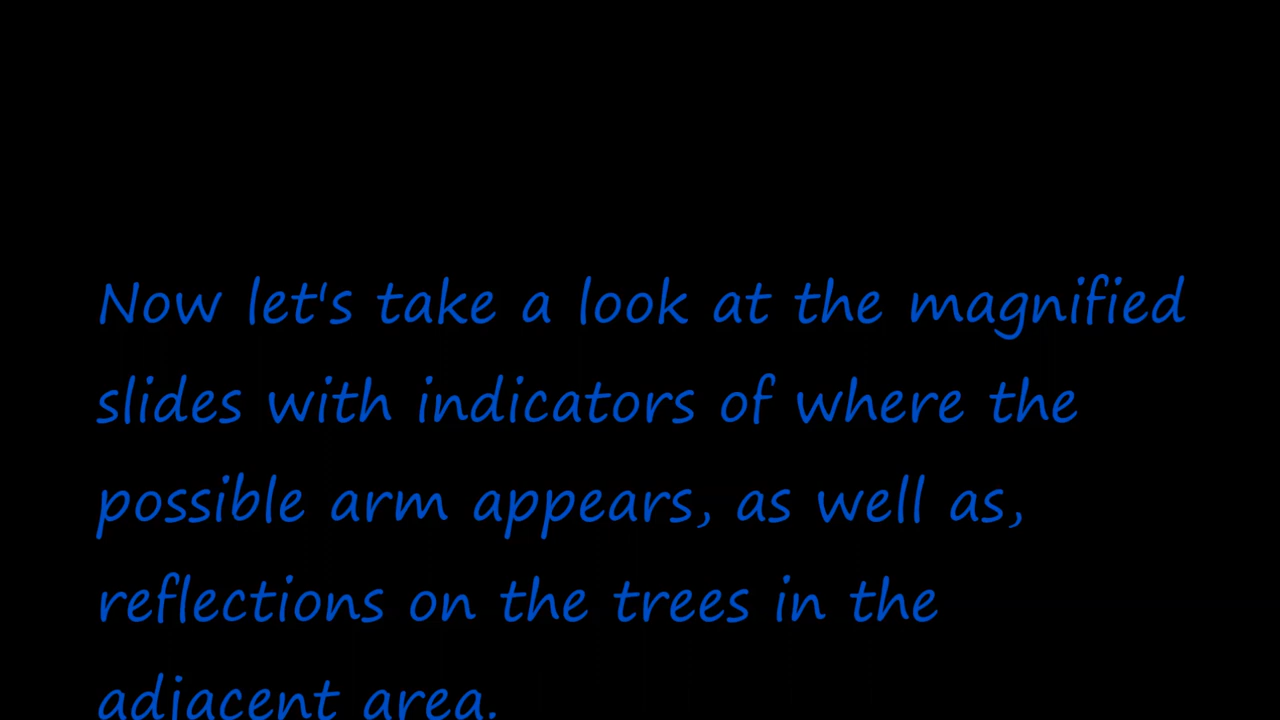 Now let's take a look at the magnified
slides with indicators of where the
possible arm appears, as well as,
reflections on the trees in the
adjacent area.